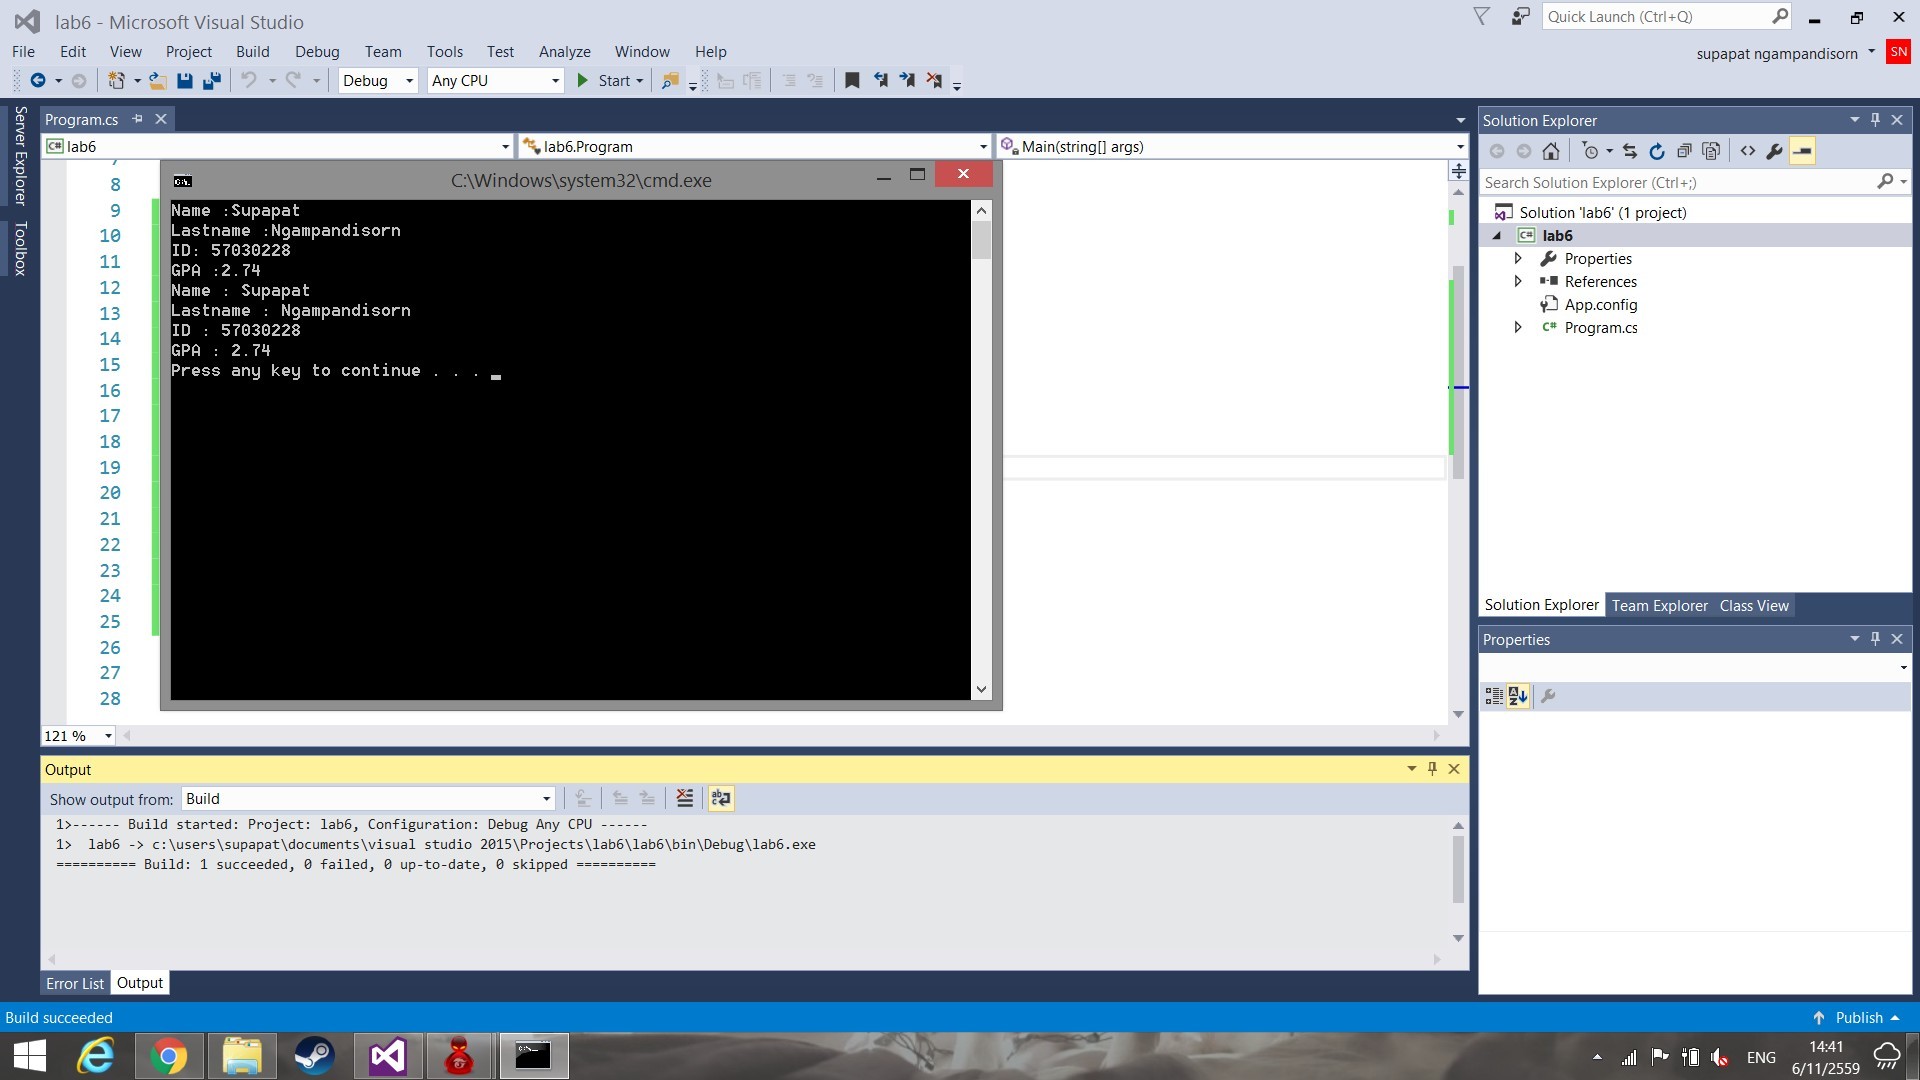 lab6 - Microsoft Visual Studio
Quick Launch (Ctrl+Q)
File Edit View Project Build Debug Team Tools Test Analyze Window Help
supapat ngampandisorn SN
Debug Any CPU Start
Server Explorer
Toolbox
Program.cs
lab6 lab6.Program Main(string[] args)
8
9
10
11
12
13
14
15
16
17
18
19
20
21
22
23
24
25
26
27
28
C:\Windows\system32\cmd.exe
Name :Supapat
Lastname :Ngampandisorn
ID: 57030228
GPA :2.74
Name : Supapat
Lastname : Ngampandisorn
ID : 57030228
GPA : 2.74
Press any key to continue . . .
121 %
Solution Explorer
Search Solution Explorer (Ctrl+;)
Solution 'lab6' (1 project)
C# lab6
Properties
References
App.config
C# Program.cs
Solution Explorer Team Explorer Class View
Properties
Output
Show output from: Build
1>------ Build started: Project: lab6, Configuration: Debug Any CPU ------
1>  lab6 -> c:\users\supapat\documents\visual studio 2015\Projects\lab6\lab6\bin\Debug\lab6.exe
========== Build: 1 succeeded, 0 failed, 0 up-to-date, 0 skipped ==========
Error List Output
Build succeeded
Publish
ENG
14:41
6/11/2559